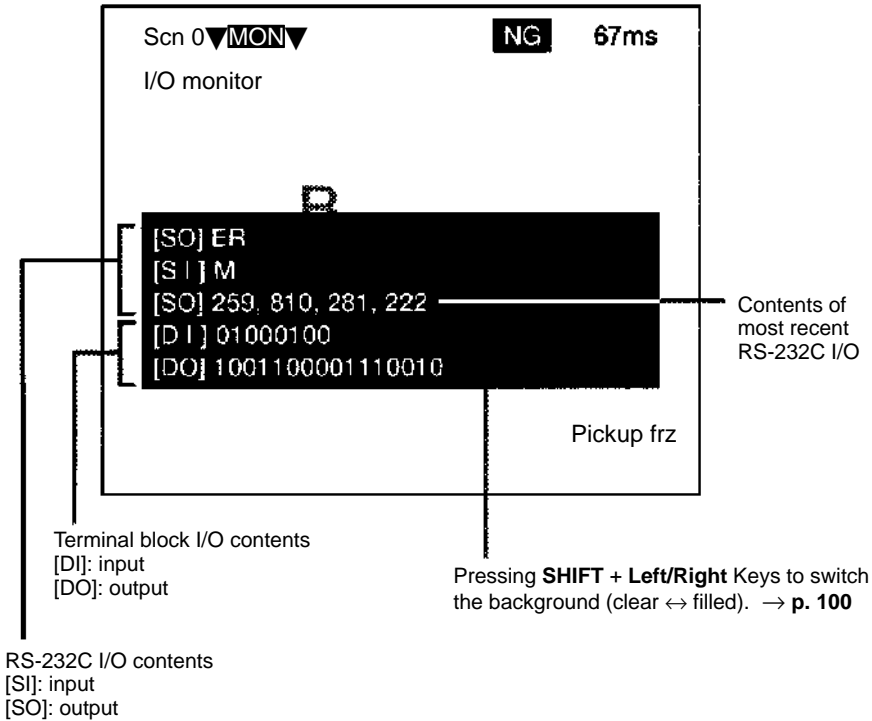 Scn 0▼MON▼ NG 67ms
I/O monitor
R
[SO] ER
[SI] M
[SO] 259, 810, 281, 222
[DI] 01000100
[DO] 1001100001110010
Contents of
most recent
RS-232C I/O
Pickup frz
Terminal block I/O contents
[DI]: input
[DO]: output
Pressing SHIFT + Left/Right Keys to switch
the background (clear ↔ filled). → p. 100
RS-232C I/O contents
[SI]: input
[SO]: output